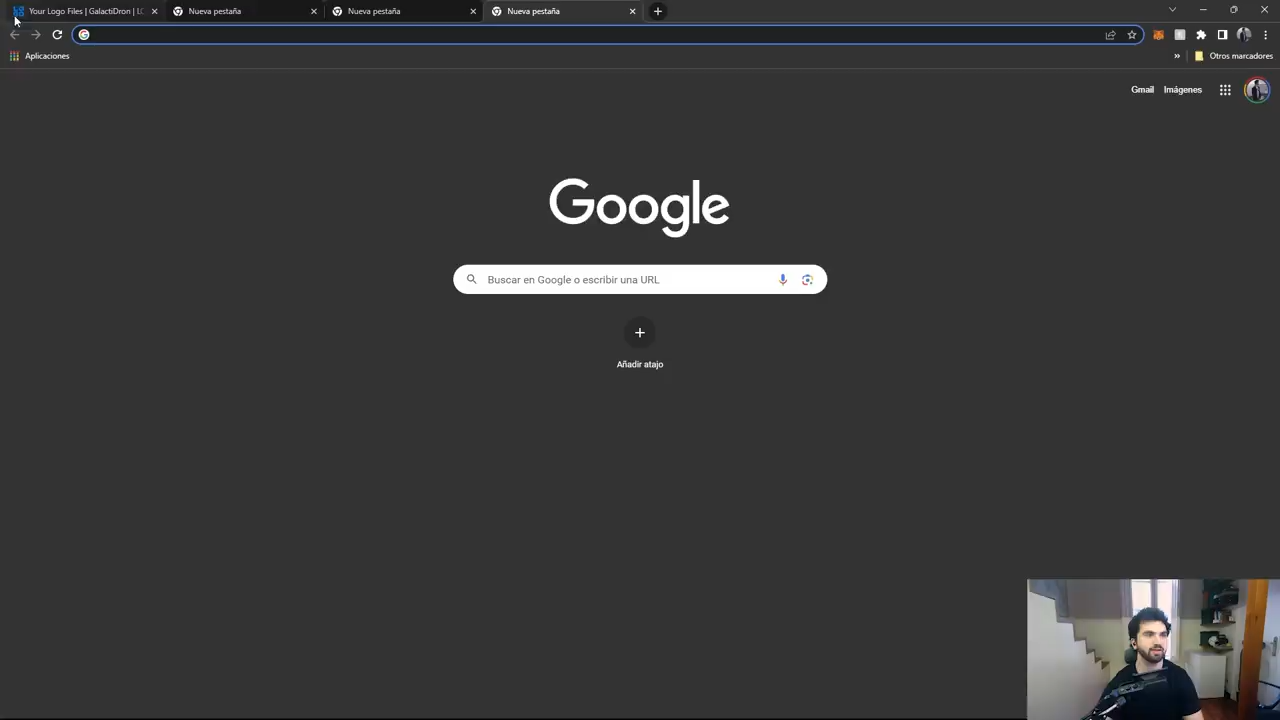 Your Logo Files | GalactiDron | LO
Nueva pestaña
Nueva pestaña
Nueva pestaña
Aplicaciones
Otros marcadores
Gmail
Imágenes
Google
Buscar en Google o escribir una URL
Añadir atajo